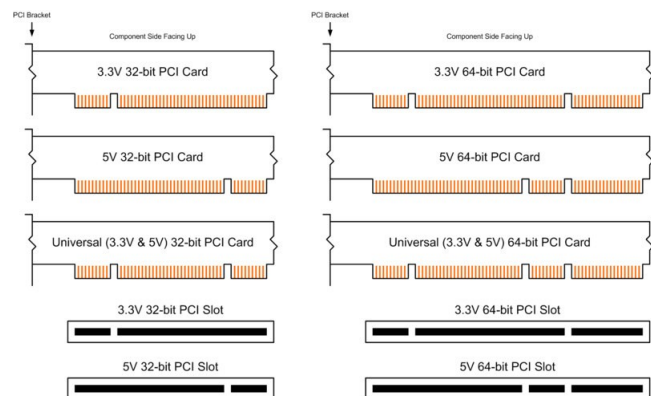 PCI Bracket
Component Side Facing Up
3.3V 32-bit PCI Card
5V 32-bit PCI Card
Universal (3.3V & 5V) 32-bit PCI Card
3.3V 32-bit PCI Slot
5V 32-bit PCI Slot
PCI Bracket
Component Side Facing Up
3.3V 64-bit PCI Card
5V 64-bit PCI Card
Universal (3.3V & 5V) 64-bit PCI Card
3.3V 64-bit PCI Slot
5V 64-bit PCI Slot